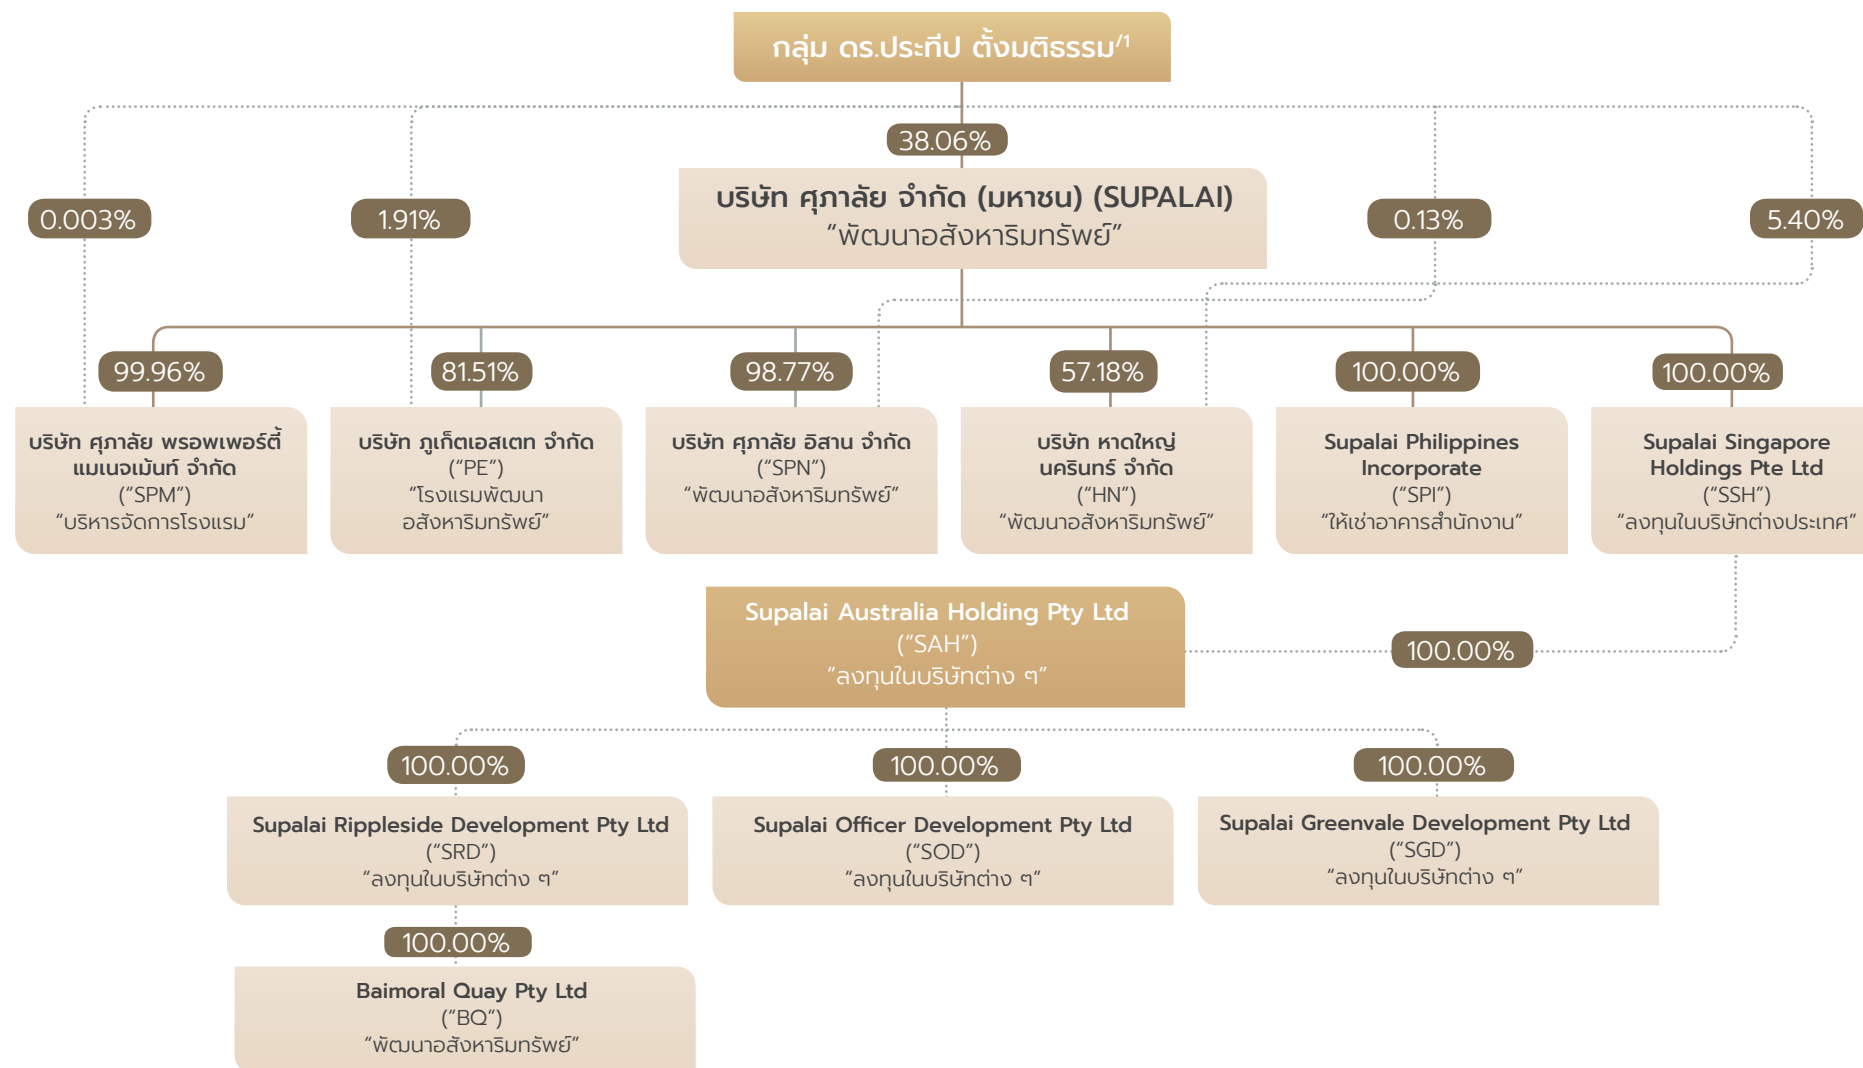 กลุ่ม ดร.ประทีป ตั้งมติธรรม/1
38.06%
บริษัท ศุภาลัย จำกัด (มหาชน) (SUPALAI)
“พัฒนาอสังหาริมทรัพย์”
0.003%
1.91%
0.13%
5.40%
99.96%
81.51%
98.77%
57.18%
100.00%
100.00%
บริษัท ศุภาลัย พรอพเพอร์ตี้
แมเนจเม้นท์ จำกัด
(“SPM”)
“บริหารจัดการโรงแรม”
บริษัท ภูเก็ตเอสเตท จำกัด
(“PE”)
“โรงแรมพัฒนา
อสังหาริมทรัพย์”
บริษัท ศุภาลัย อิสาน จำกัด
(“SPN”)
“พัฒนาอสังหาริมทรัพย์”
บริษัท หาดใหญ่
นครินทร์ จำกัด
(“HN”)
“พัฒนาอสังหาริมทรัพย์”
Supalai Philippines
Incorporate
(“SPI”)
“ให้เช่าอาคารสำนักงาน”
Supalai Singapore
Holdings Pte Ltd
(“SSH”)
“ลงทุนในบริษัทต่างประเทศ”
Supalai Australia Holding Pty Ltd
(“SAH”)
“ลงทุนในบริษัทต่าง ๆ”
100.00%
100.00%
100.00%
100.00%
Supalai Rippleside Development Pty Ltd
(“SRD”)
“ลงทุนในบริษัทต่าง ๆ”
Supalai Officer Development Pty Ltd
(“SOD”)
“ลงทุนในบริษัทต่าง ๆ”
Supalai Greenvale Development Pty Ltd
(“SGD”)
“ลงทุนในบริษัทต่าง ๆ”
100.00%
Baimoral Quay Pty Ltd
(“BQ”)
“พัฒนาอสังหาริมทรัพย์”